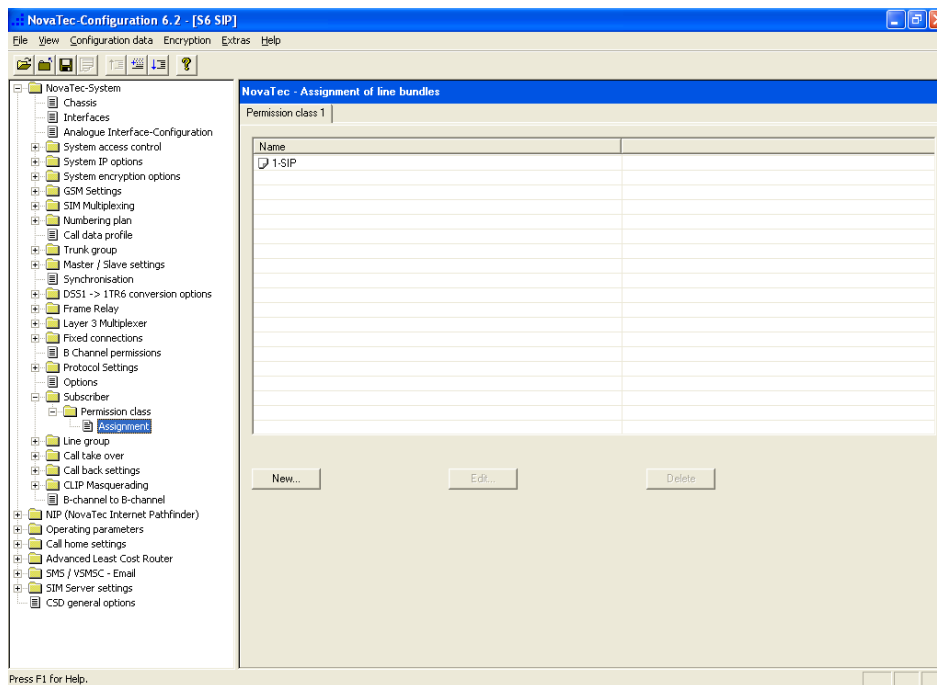 NovaTec-Configuration 6.2 - [S6 SIP]
File View Configuration data Encryption Extras Help
NovaTec-System
Chassis
Interfaces
Analogue Interface-Configuration
System access control
System IP options
System encryption options
GSM Settings
SIM Multiplexing
Numbering plan
Call data profile
Trunk group
Master / Slave settings
Synchronisation
DSS1 -> 1TR6 conversion options
Frame Relay
Layer 3 Multiplexer
Fixed connections
B Channel permissions
Protocol Settings
Options
Subscriber
Permission class
Assignment
Line group
Call take over
Call back settings
CLIP Masquerading
B-channel to B-channel
NIP (NovaTec Internet Pathfinder)
Operating parameters
Call home settings
Advanced Least Cost Router
SMS / VSMSC - Email
SIM Server settings
CSD general options
NovaTec - Assignment of line bundles
Permission class 1
Name
1-SIP
New... Edit... Delete
Press F1 for Help.